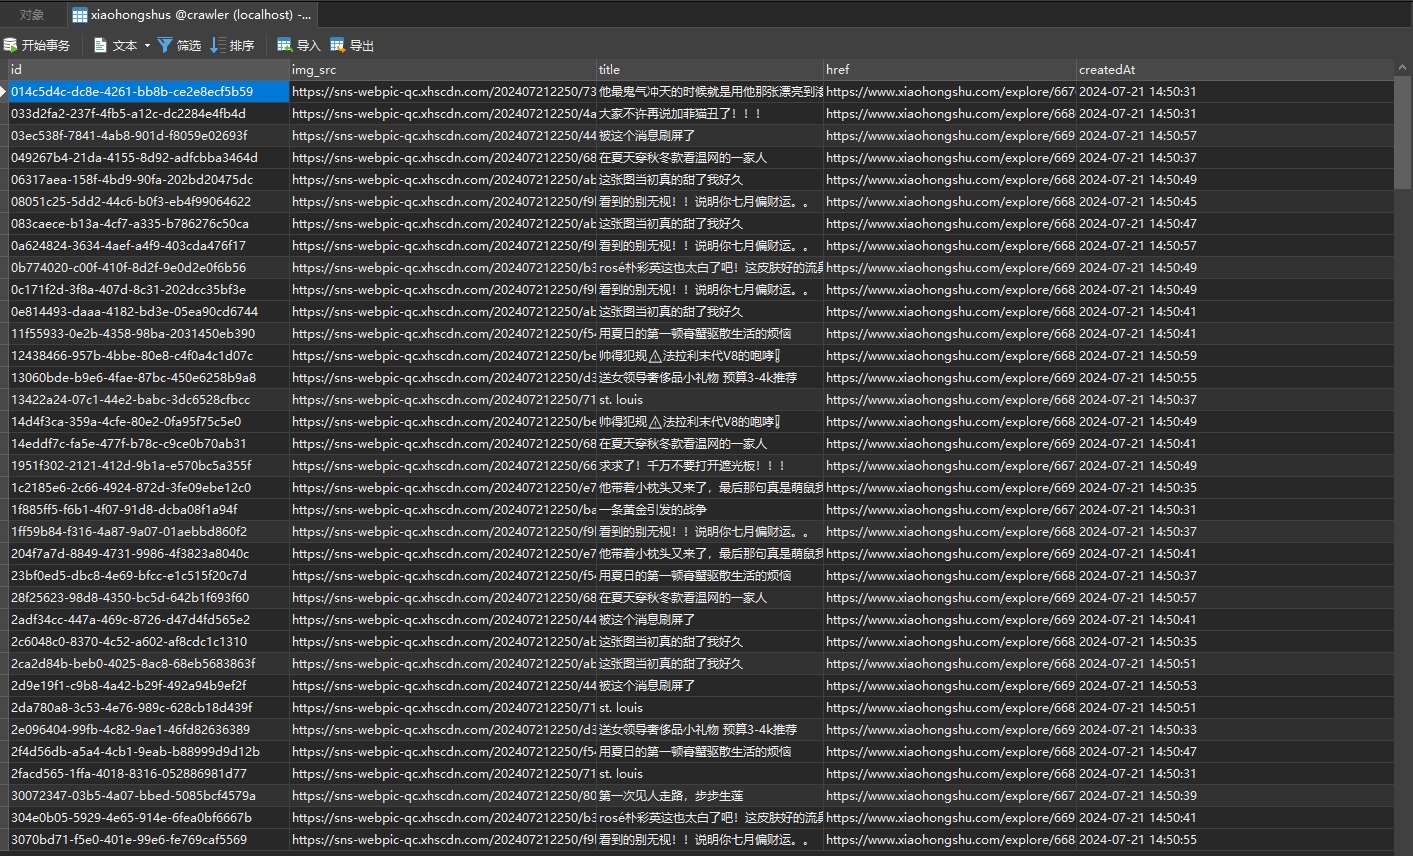 对象 xiaohongshus @crawler (localhost) -...
开始事务 文本 筛选 排序 导入 导出
id img_src title href createdAt
014c5d4c-dc8e-4261-bb8b-ce2e8ecf5b59 https://sns-webpic-qc.xhscdn.com/202407212250/73 他最鬼气冲天的时候就是用他那张漂亮到 https://www.xiaohongshu.com/explore/667 2024-07-21 14:50:31
033d2fa2-237f-4fb5-a12c-dc2284e4fb4d https://sns-webpic-qc.xhscdn.com/202407212250/4a 大家不许再说加菲猫丑了！！！ https://www.xiaohongshu.com/explore/668 2024-07-21 14:50:31
03ec538f-7841-4ab8-901d-f8059e02693f https://sns-webpic-qc.xhscdn.com/202407212250/44 被这个消息刷屏了 https://www.xiaohongshu.com/explore/669 2024-07-21 14:50:57
049267b4-21da-4155-8d92-adfcbba3464d https://sns-webpic-qc.xhscdn.com/202407212250/68 在夏天穿秋冬款看温网的一家人 https://www.xiaohongshu.com/explore/669 2024-07-21 14:50:37
06317aea-158f-4bd9-90fa-202bd20475dc https://sns-webpic-qc.xhscdn.com/202407212250/ab 这张图当初真的甜了我好久 https://www.xiaohongshu.com/explore/668 2024-07-21 14:50:49
08051c25-5dd2-44c6-b0f3-eb4f99064622 https://sns-webpic-qc.xhscdn.com/202407212250/f9 看到的别无视！！说明你七月偏财运。。 https://www.xiaohongshu.com/explore/668 2024-07-21 14:50:45
083caece-b13a-4cf7-a335-b786276c50ca https://sns-webpic-qc.xhscdn.com/202407212250/ab 这张图当初真的甜了我好久 https://www.xiaohongshu.com/explore/668 2024-07-21 14:50:47
0a624824-3634-4aef-a4f9-403cda476f17 https://sns-webpic-qc.xhscdn.com/202407212250/f9 看到的别无视！！说明你七月偏财运。。 https://www.xiaohongshu.com/explore/668 2024-07-21 14:50:57
0b774020-c00f-410f-8d2f-9e0d2e0f6b56 https://sns-webpic-qc.xhscdn.com/202407212250/b3 rosé朴彩英这也太白了吧！这皮肤好的流 https://www.xiaohongshu.com/explore/669 2024-07-21 14:50:49
0c171f2d-3f8a-407d-8c31-202dcc35bf3e https://sns-webpic-qc.xhscdn.com/202407212250/f9 看到的别无视！！说明你七月偏财运。。 https://www.xiaohongshu.com/explore/668 2024-07-21 14:50:49
0e814493-daaa-4182-bd3e-05ea90cd6744 https://sns-webpic-qc.xhscdn.com/202407212250/ab 这张图当初真的甜了我好久 https://www.xiaohongshu.com/explore/668 2024-07-21 14:50:41
11f55933-0e2b-4358-98ba-2031450eb390 https://sns-webpic-qc.xhscdn.com/202407212250/f5 用夏日的第一顿青蟹驱散生活的烦恼 https://www.xiaohongshu.com/explore/668 2024-07-21 14:50:41
12438466-957b-4bbe-80e8-c4f0a4c1d07c https://sns-webpic-qc.xhscdn.com/202407212250/be 帅得犯规⚠法拉利末代V8的咆哮 https://www.xiaohongshu.com/explore/668 2024-07-21 14:50:59
13060bde-b9e6-4fae-87bc-450e6258b9a8 https://sns-webpic-qc.xhscdn.com/202407212250/d3 送女领导奢侈品小礼物 预算3-4k推荐 https://www.xiaohongshu.com/explore/669 2024-07-21 14:50:55
13422a24-07c1-44e2-babc-3dc6528cfbcc https://sns-webpic-qc.xhscdn.com/202407212250/71 st. louis https://www.xiaohongshu.com/explore/668 2024-07-21 14:50:37
14d4f3ca-359a-4cfe-80e2-0fa95f75c5e0 https://sns-webpic-qc.xhscdn.com/202407212250/be 帅得犯规⚠法拉利末代V8的咆哮 https://www.xiaohongshu.com/explore/668 2024-07-21 14:50:49
14eddf7c-fa5e-477f-b78c-c9ce0b70ab31 https://sns-webpic-qc.xhscdn.com/202407212250/68 在夏天穿秋冬款看温网的一家人 https://www.xiaohongshu.com/explore/669 2024-07-21 14:50:41
1951f302-2121-412d-9b1a-e570bc5a355f https://sns-webpic-qc.xhscdn.com/202407212250/66 求求了！千万不要打开遮光板！！！ https://www.xiaohongshu.com/explore/667 2024-07-21 14:50:49
1c2185e6-2c66-4924-872d-3fe09ebe12c0 https://sns-webpic-qc.xhscdn.com/202407212250/e7 他带着小枕头又来了，最后那句真是萌鼠我 https://www.xiaohongshu.com/explore/669 2024-07-21 14:50:35
1f885ff5-f6b1-4f07-91d8-dcba08f1a94f https://sns-webpic-qc.xhscdn.com/202407212250/ba 一条黄金引发的战争 https://www.xiaohongshu.com/explore/667 2024-07-21 14:50:31
1ff59b84-f316-4a87-9a07-01aebbd860f2 https://sns-webpic-qc.xhscdn.com/202407212250/f9 看到的别无视！！说明你七月偏财运。。 https://www.xiaohongshu.com/explore/668 2024-07-21 14:50:37
204f7a7d-8849-4731-9986-4f3823a8040c https://sns-webpic-qc.xhscdn.com/202407212250/e7 他带着小枕头又来了，最后那句真是萌鼠我 https://www.xiaohongshu.com/explore/669 2024-07-21 14:50:41
23bf0ed5-dbc8-4e69-bfcc-e1c515f20c7d https://sns-webpic-qc.xhscdn.com/202407212250/f5 用夏日的第一顿青蟹驱散生活的烦恼 https://www.xiaohongshu.com/explore/668 2024-07-21 14:50:37
28f25623-98d8-4350-bc5d-642b1f693f60 https://sns-webpic-qc.xhscdn.com/202407212250/68 在夏天穿秋冬款看温网的一家人 https://www.xiaohongshu.com/explore/669 2024-07-21 14:50:57
2adf34cc-447a-469c-8726-d47d4fd565e2 https://sns-webpic-qc.xhscdn.com/202407212250/44 被这个消息刷屏了 https://www.xiaohongshu.com/explore/669 2024-07-21 14:50:41
2c6048c0-8370-4c52-a602-af8cdc1c1310 https://sns-webpic-qc.xhscdn.com/202407212250/ab 这张图当初真的甜了我好久 https://www.xiaohongshu.com/explore/668 2024-07-21 14:50:35
2ca2d84b-beb0-4025-8ac8-68eb5683863f https://sns-webpic-qc.xhscdn.com/202407212250/ab 这张图当初真的甜了我好久 https://www.xiaohongshu.com/explore/668 2024-07-21 14:50:51
2d9e19f1-c9b8-4a42-b29f-492a94b9ef2f https://sns-webpic-qc.xhscdn.com/202407212250/44 被这个消息刷屏了 https://www.xiaohongshu.com/explore/669 2024-07-21 14:50:53
2da780a8-3c53-4e76-989c-628cb18d439f https://sns-webpic-qc.xhscdn.com/202407212250/71 st. louis https://www.xiaohongshu.com/explore/668 2024-07-21 14:50:51
2e096404-99fb-4c82-9ae1-46fd82636389 https://sns-webpic-qc.xhscdn.com/202407212250/d3 送女领导奢侈品小礼物 预算3-4k推荐 https://www.xiaohongshu.com/explore/669 2024-07-21 14:50:33
2f4d56db-a5a4-4cb1-9eab-b88999d9d12b https://sns-webpic-qc.xhscdn.com/202407212250/f5 用夏日的第一顿青蟹驱散生活的烦恼 https://www.xiaohongshu.com/explore/668 2024-07-21 14:50:47
2facd565-1ffa-4018-8316-052886981d77 https://sns-webpic-qc.xhscdn.com/202407212250/71 st. louis https://www.xiaohongshu.com/explore/668 2024-07-21 14:50:31
30072347-03b5-4a07-bbed-5085bcf4579a https://sns-webpic-qc.xhscdn.com/202407212250/80 第一次见人走路，步步生莲 https://www.xiaohongshu.com/explore/667 2024-07-21 14:50:39
304e0b05-5929-4e65-914e-6fea0bf6667b https://sns-webpic-qc.xhscdn.com/202407212250/b3 rosé朴彩英这也太白了吧！这皮肤好的流 https://www.xiaohongshu.com/explore/669 2024-07-21 14:50:41
3070bd71-f5e0-401e-99e6-fe769caf5569 https://sns-webpic-qc.xhscdn.com/202407212250/f9 看到的别无视！！说明你七月偏财运。。 https://www.xiaohongshu.com/explore/668 2024-07-21 14:50:55